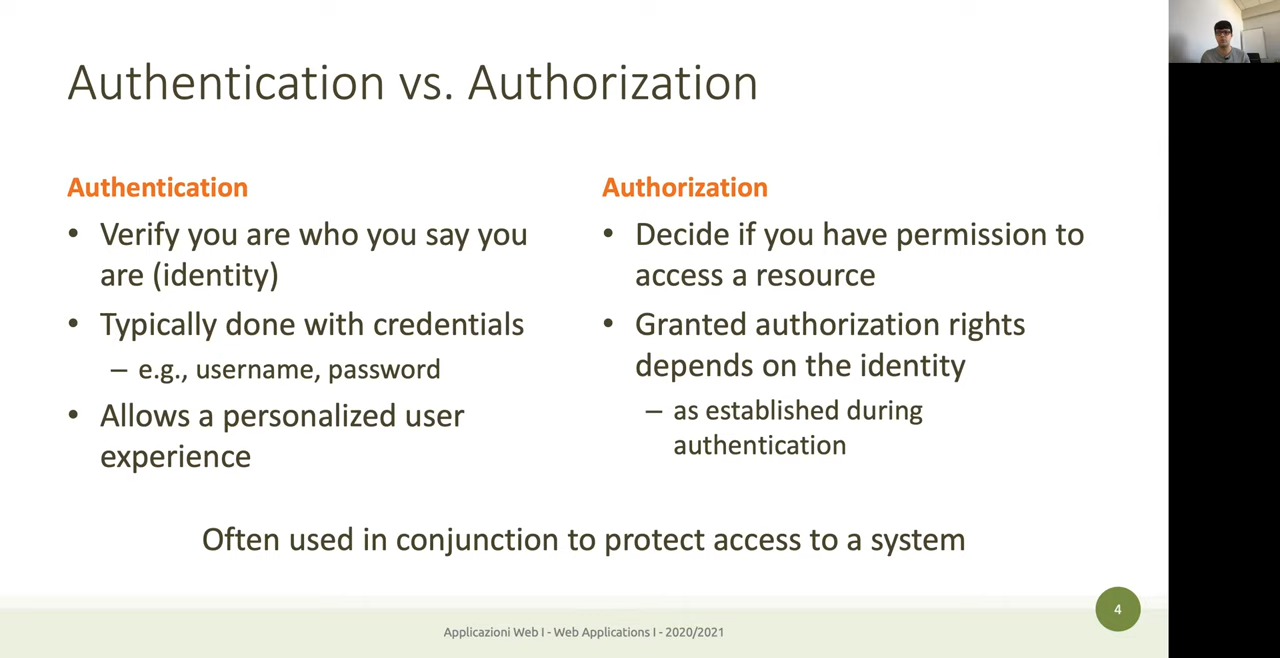 Authentication vs. Authorization
Authentication
• Verify you are who you say you
are (identity)
• Typically done with credentials
– e.g., username, password
• Allows a personalized user
experience
Authorization
• Decide if you have permission to
access a resource
• Granted authorization rights
depends on the identity
– as established during
authentication
Often used in conjunction to protect access to a system
4
Applicazioni Web I - Web Applications I - 2020/2021